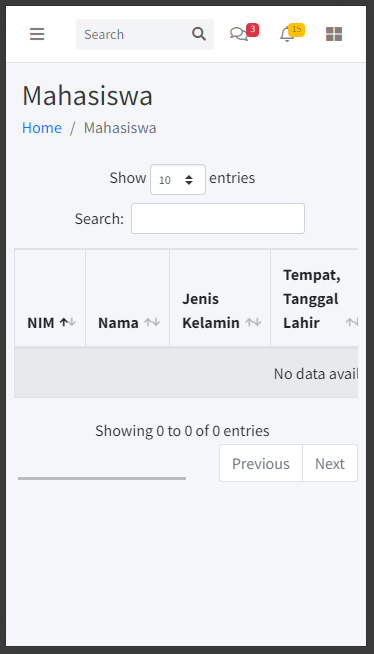 Search 3 15
Mahasiswa
Home / Mahasiswa
Show 10 entries
Search:
NIM Nama Jenis Kelamin Tempat, Tanggal Lahir
No data avail
Showing 0 to 0 of 0 entries
Previous Next